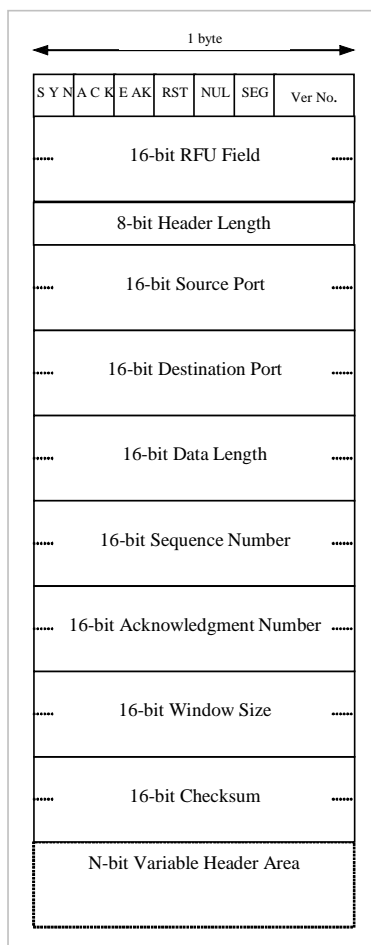 1 byte
S Y N A C K E AK RST NUL SEG Ver No.
16-bit RFU Field
8-bit Header Length
16-bit Source Port
16-bit Destination Port
16-bit Data Length
16-bit Sequence Number
16-bit Acknowledgment Number
16-bit Window Size
16-bit Checksum
N-bit Variable Header Area